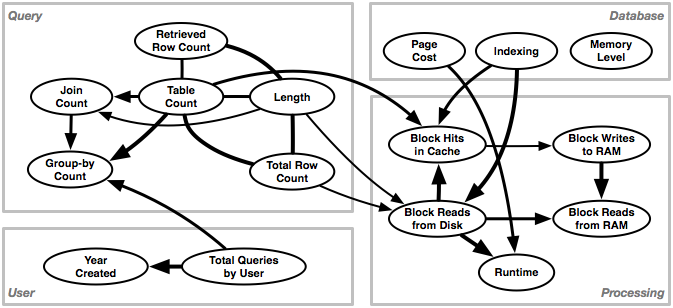 Query
Retrieved
Row Count
Join
Count
Table
Count
Length
Group-by
Count
Total Row
Count
Database
Page
Cost
Indexing
Memory
Level
Block Hits
in Cache
Block Writes
to RAM
Block Reads
from Disk
Block Reads
from RAM
Runtime
Processing
Year
Created
Total Queries
by User
User